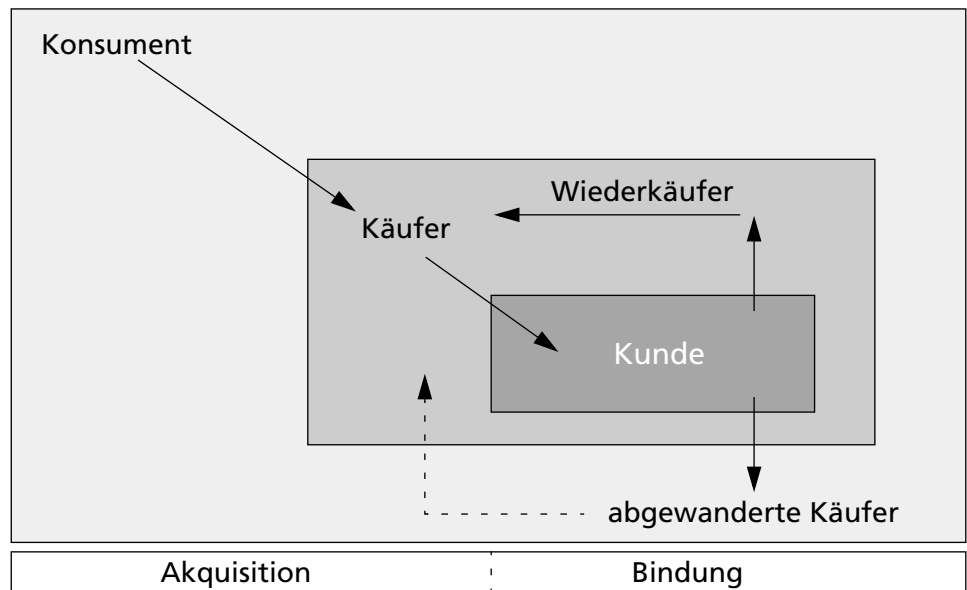 Konsument
Wiederkäufer
Käufer
Kunde
abgewanderte Käufer
Akquisition
Bindung